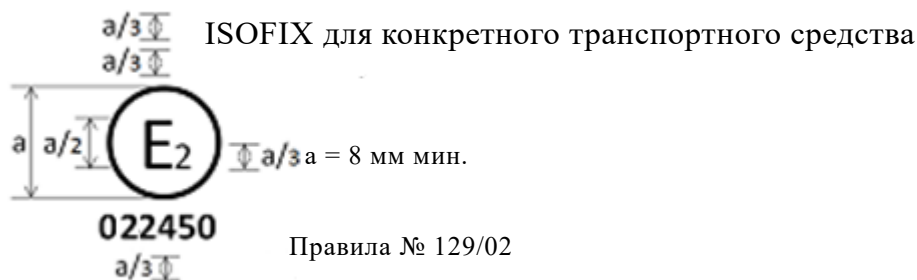 a/3 ISOFIX для конкретного транспортного средства
a/3
a a/2 E2 a/3 a = 8 мм мин.
022450
Правила № 129/02
a/3